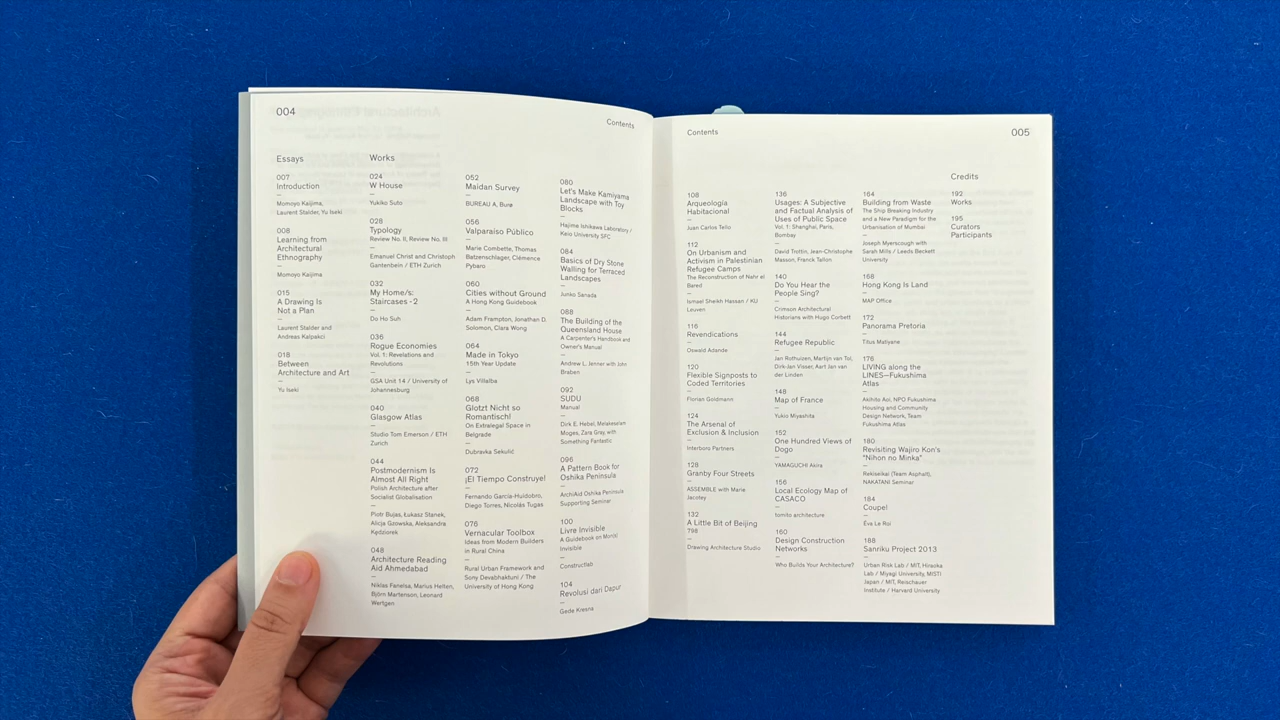 004
Contents
Essays
007
Introduction
—
Momoyo Kaijima,
Laurent Stalder, Yu Iseki
008
Learning from
Architectural
Ethnography
—
Momoyo Kaijima
015
A Drawing Is
Not a Plan
—
Laurent Stalder and
Andreas Kalpakci
018
Between
Architecture and Art
—
Yu Iseki
Works
024
W House
—
Yukiko Suto
028
Typology
Review No. II, Review No. III
—
Emanuel Christ and Christoph
Gantenbein / ETH Zurich
032
My Home/s:
Staircases - 2
—
Do Ho Suh
036
Rogue Economies
Vol. 1: Revelations and
Revolutions
—
GSA Unit 14 / University of
Johannesburg
040
Glasgow Atlas
—
Studio Tom Emerson / ETH
Zurich
044
Postmodernism Is
Almost All Right
Polish Architecture after
Socialist Globalisation
—
Piotr Bujas, Łukasz Stanek,
Alicja Gzowska, Aleksandra
Kędziorek
048
Architecture Reading
Aid Ahmedabad
—
Niklas Fanelsa, Marius Helten,
Björn Martenson, Leonard
Wertgen
052
Maidan Survey
—
BUREAU A, Burø
056
Valparaíso Público
—
Marie Combette, Thomas
Batzenschlager, Clémence
Pybaro
060
Cities without Ground
A Hong Kong Guidebook
—
Adam Frampton, Jonathan D.
Solomon, Clara Wong
064
Made in Tokyo
15th Year Update
—
Lys Villalba
068
Glotzt Nicht so
Romantisch!
On Extralegal Space in
Belgrade
—
Dubravka Sekulić
072
¡El Tiempo Construye!
—
Fernando García-Huidobro,
Diego Torres, Nicolás Tugas
076
Vernacular Toolbox
Ideas from Modern Builders
in Rural China
—
Rural Urban Framework and
Sony Devabhaktuni / The
University of Hong Kong
080
Let's Make Kamiyama
Landscape with Toy
Blocks
—
Hajime Ishikawa Laboratory /
Keio University SFC
084
Basics of Dry Stone
Walling for Terraced
Landscapes
—
Junko Sanada
088
The Building of the
Queensland House
A Carpenter's Handbook and
Owner's Manual
—
Andrew L. Jenner with John
Braben
092
SUDU
Manual
—
Dirk E. Hebel, Melakeselam
Moges, Zara Gray, with
Something Fantastic
096
A Pattern Book for
Oshika Peninsula
—
ArchiAid Oshika Peninsula
Supporting Seminar
100
Livre Invisible
A Guidebook on Montréal
Invisible
—
Constructlab
104
Revolusi dari Dapur
—
Gede Kresna
Contents
005
108
Arqueología
Habitacional
—
Juan Carlos Tello
112
On Urbanism and
Activism in Palestinian
Refugee Camps
The Reconstruction of Nahr el
Bared
—
Ismael Sheikh Hassan / KU
Leuven
116
Revendications
—
Oswald Adande
120
Flexible Signposts to
Coded Territories
—
Florian Goldmann
124
The Arsenal of
Exclusion & Inclusion
—
Interboro Partners
128
Granby Four Streets
—
ASSEMBLE with Marie
Jacotey
132
A Little Bit of Beijing
798
—
Drawing Architecture Studio
136
Usages: A Subjective
and Factual Analysis of
Uses of Public Space
Vol. 1: Shanghai, Paris,
Bombay
—
David Trottin, Jean-Christophe
Masson, Franck Tallon
140
Do You Hear the
People Sing?
—
Crimson Architectural
Historians with Hugo Corbett
144
Refugee Republic
—
Jan Rothuizen, Martijn van Tol,
Dirk-Jan Visser, Aart Jan van
der Linden
148
Map of France
—
Yukio Miyashita
152
One Hundred Views of
Dogo
—
YAMAGUCHI Akira
156
Local Ecology Map of
CASACO
—
tomito architecture
160
Design Construction
Networks
—
Who Builds Your Architecture?
164
Building from Waste
The Ship Breaking Industry
and a New Paradigm for the
Urbanisation of Mumbai
—
Joseph Myerscough with
Sarah Mills / Leeds Beckett
University
168
Hong Kong Is Land
—
MAP Office
172
Panorama Pretoria
—
Titus Matiyane
176
LIVING along the
LINES—Fukushima
Atlas
—
Akihito Aoi, NPO Fukushima
Housing and Community
Design Network, Team
Fukushima Atlas
180
Revisiting Wajiro Kon's
"Nihon no Minka"
—
Rekiseikai (Team Asphalt),
NAKATANI Seminar
184
Coupe!
—
Éva Le Roi
188
Sanriku Project 2013
—
Urban Risk Lab / MIT, Hiraoka
Lab / Miyagi University, MISTI
Japan / MIT, Reischauer
Institute / Harvard University
Credits
192
Works
195
Curators
Participants